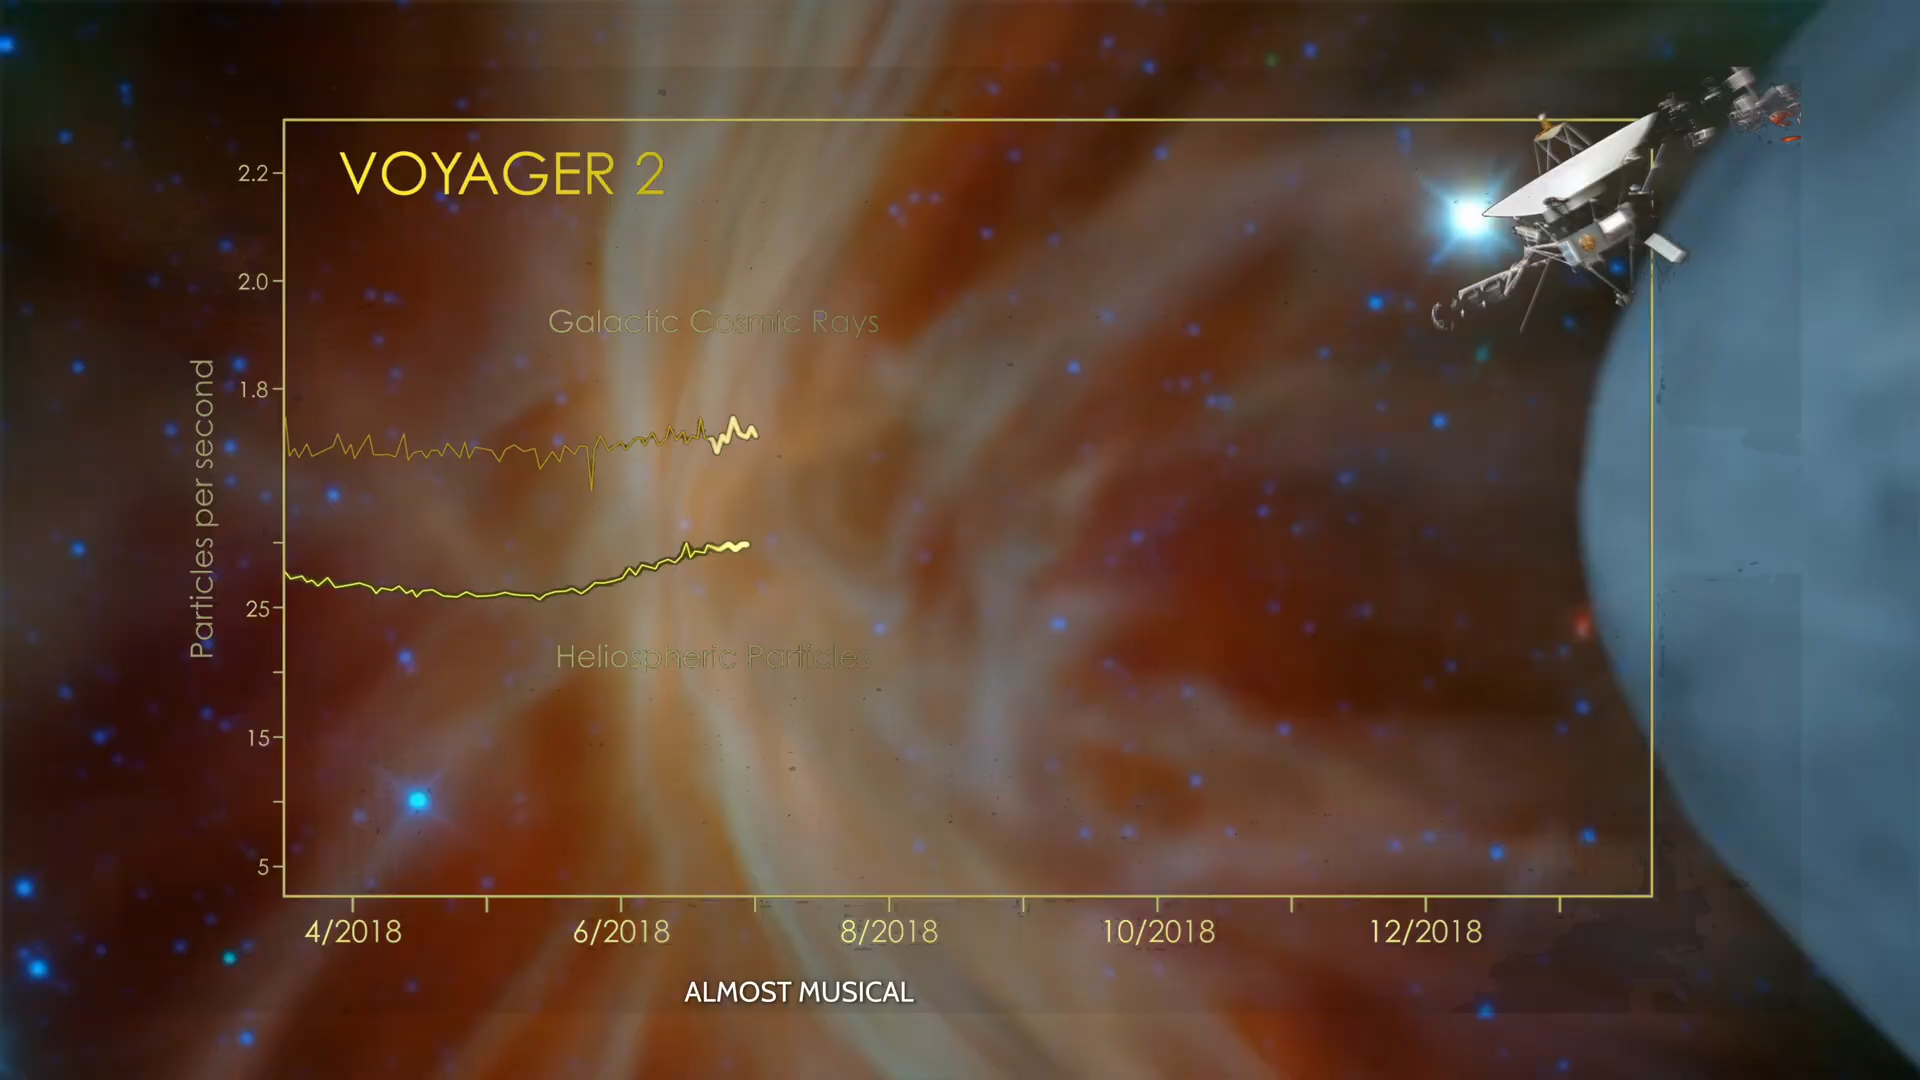 VOYAGER 2
2.2
2.0
Galactic Cosmic Rays
1.8
Particles per second
25
Heliospheric Particles
15
5
4/2018 6/2018 8/2018 10/2018 12/2018
ALMOST MUSICAL